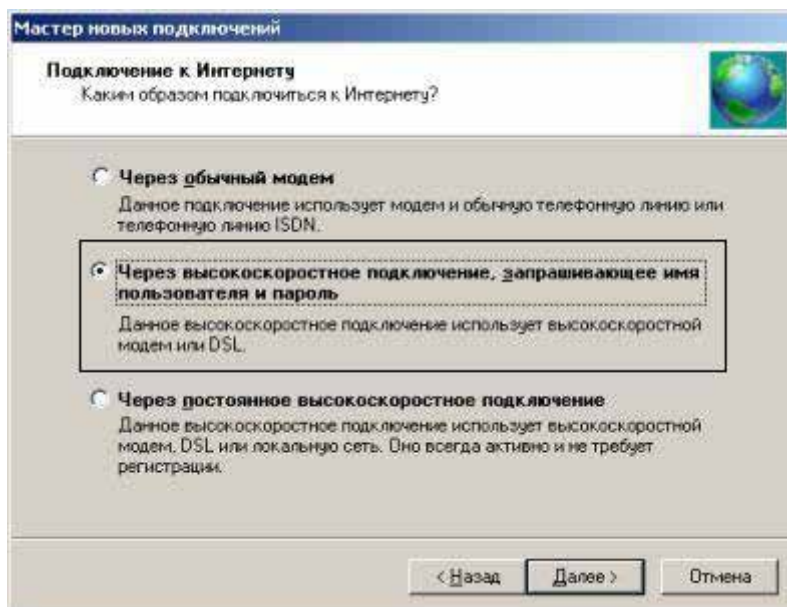 Мастер новых подключений
Подключение к Интернету
Каким образом подключиться к Интернету?
Через обычный модем
Данное подключение использует модем и обычную телефонную линию или
телефонную линию ISDN.
Через высокоскоростное подключение, запрашивающее имя
пользователя и пароль
Данное высокоскоростное подключение использует высокоскоростной
модем или DSL.
Через постоянное высокоскоростное подключение
Данное высокоскоростное подключение использует высокоскоростной
модем, DSL или локальную сеть. Оно всегда активно и не требует
регистрации.
< Назад Далее > Отмена